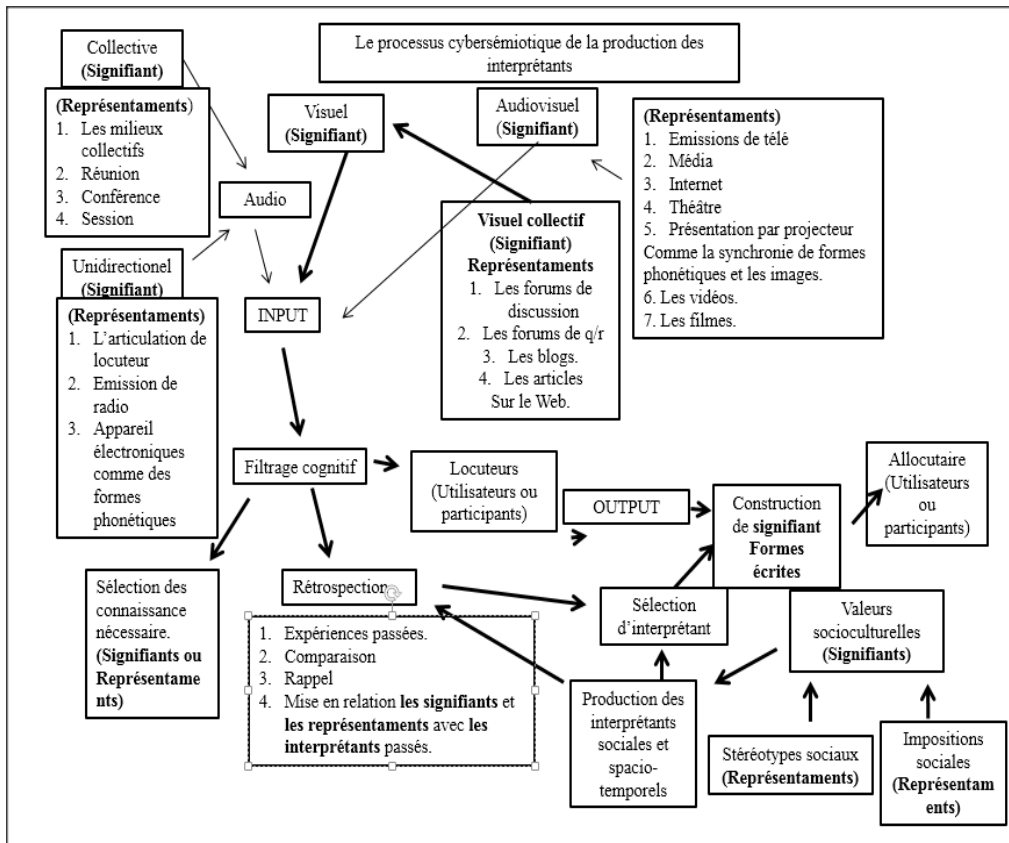 Le processus cybersémiotique de la production des
interprétants
Collective
(Signifiant)
(Représentaments)
1. Les milieux
collectifs
2. Réunion
3. Conférence
4. Session
Visuel
(Signifiant)
Audiovisuel
(Signifiant)
(Représentaments)
1. Emissions de télé
2. Média
3. Internet
4. Théâtre
5. Présentation par projecteur
Comme la synchronie de formes
phonétiques et les images.
6. Les vidéos.
7. Les filmes.
Audio
Unidirectionel
(Signifiant)
(Représentaments)
1. L'articulation de
locuteur
2. Emission de
radio
3. Appareil
électroniques
comme des
formes
phonétiques
INPUT
Visuel collectif
(Signifiant)
Représentaments
1. Les forums de
discussion
2. Les forums de q/r
3. Les blogs.
4. Les articles
Sur le Web.
Filtrage cognitif
Locuteurs
(Utilisateurs ou
participants)
OUTPUT
Construction
de signifiant
Formes
écrites
Allocutaire
(Utilisateurs
ou
participants)
Sélection des
connaissance
nécessaire.
(Signifiants ou
Représentame
nts)
Rétrospection
1. Expériences passées.
2. Comparaison
3. Rappel
4. Mise en relation les signifiants et
les représentaments avec les
interprétants passés.
Sélection
d'interprétant
Valeurs
socioculturelles
(Signifiants)
Production des
interprétants
sociales et
spacio-
temporels
Stéréotypes sociaux
(Représentaments)
Impositions
sociales
(Représentam
ents)